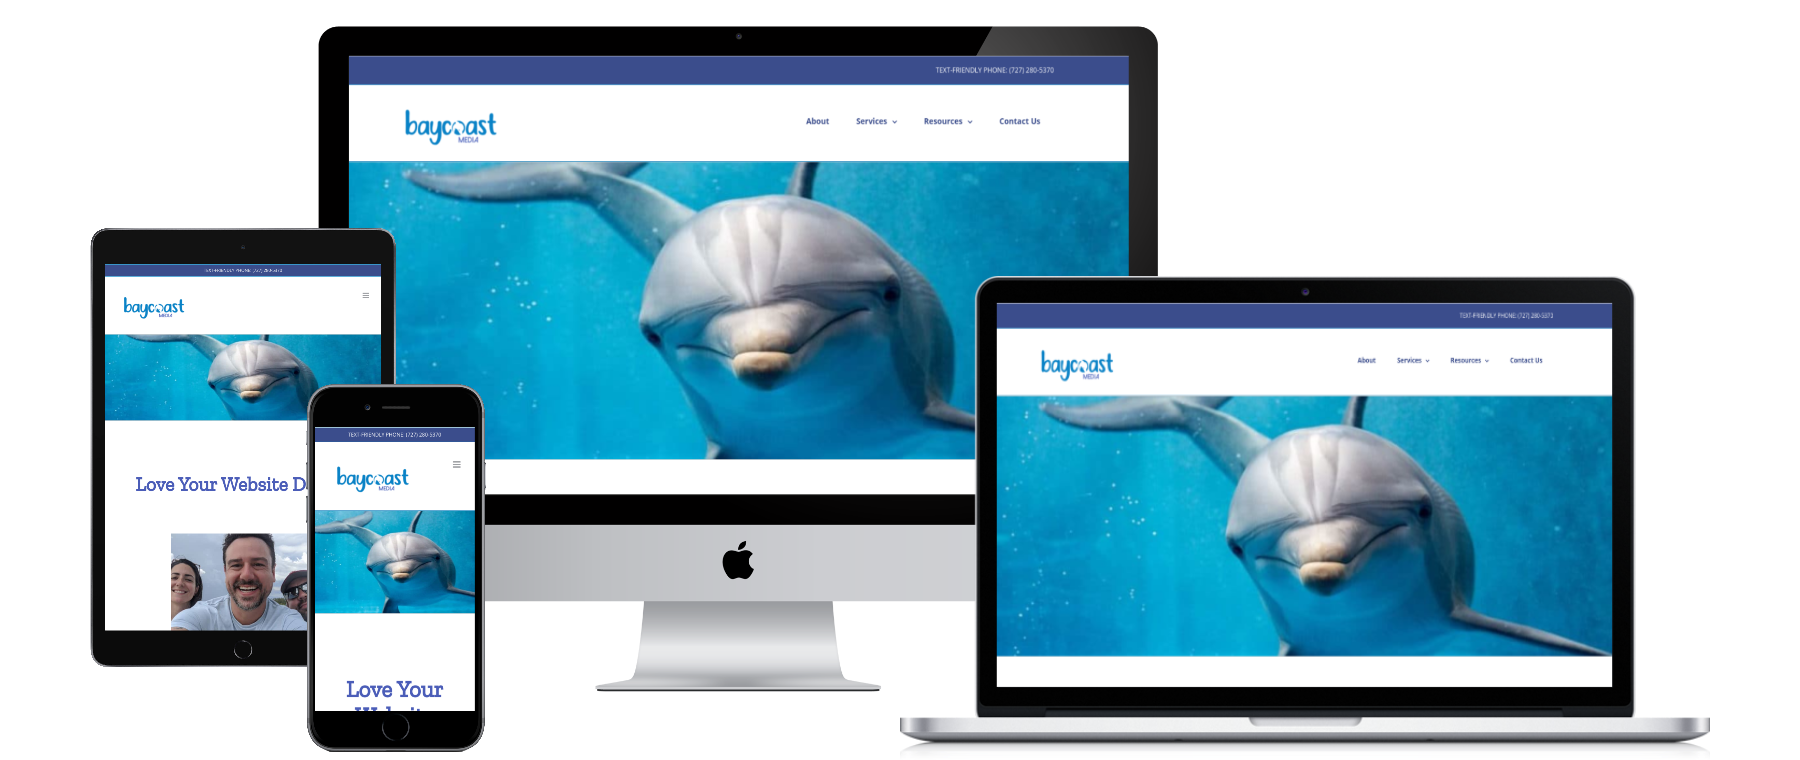 TEXT-FRIENDLY PHONE: (727) 280-5370
baycoast
MEDIA
About Services Resources Contact Us
TEXT-FRIENDLY PHONE: (727) 280-5370
baycoast
MEDIA
Love Your Website D
TEXT-FRIENDLY PHONE: (727) 280-5370
baycoast
MEDIA
Love Your
TEXT-FRIENDLY PHONE: (727) 280-5370
baycoast
MEDIA
About Services Resources Contact Us